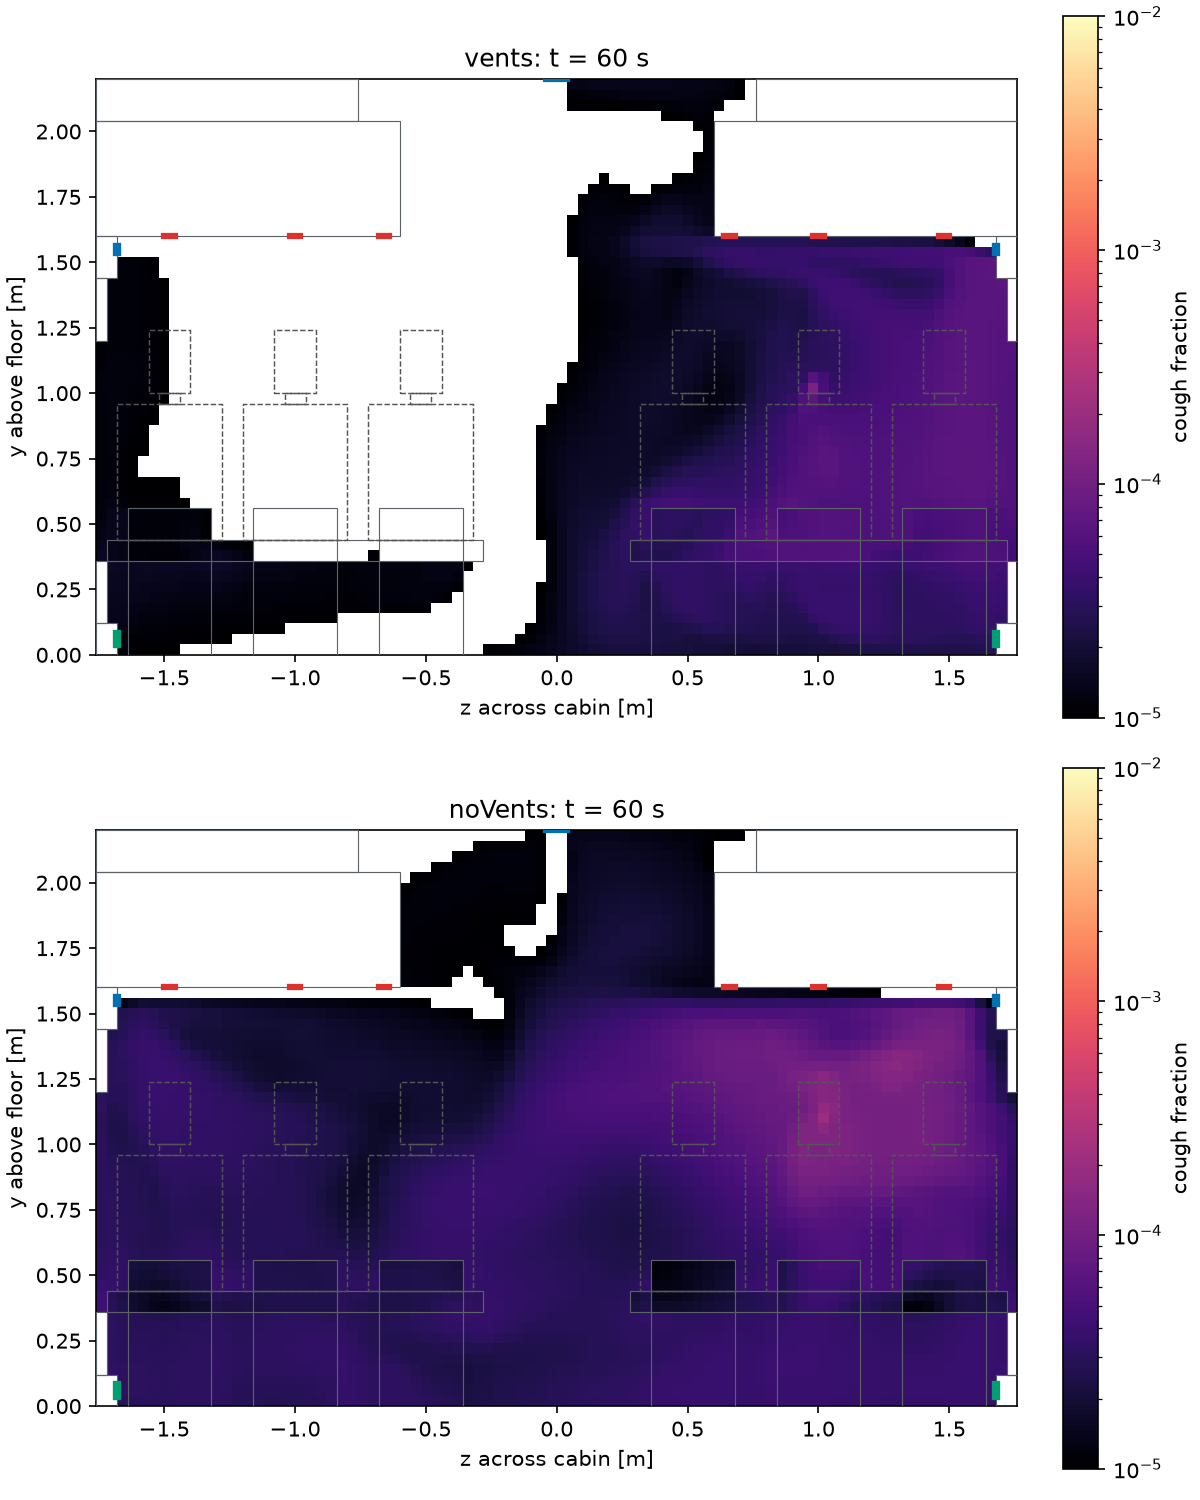 vents: t = 60 s
y above floor [m]
2.00
1.75
1.50
1.25
1.00
0.75
0.50
0.25
0.00
−1.5 −1.0 −0.5 0.0 0.5 1.0 1.5
z across cabin [m]
10−2
10−3
10−4
10−5
cough fraction
noVents: t = 60 s
y above floor [m]
2.00
1.75
1.50
1.25
1.00
0.75
0.50
0.25
0.00
−1.5 −1.0 −0.5 0.0 0.5 1.0 1.5
z across cabin [m]
10−2
10−3
10−4
10−5
cough fraction